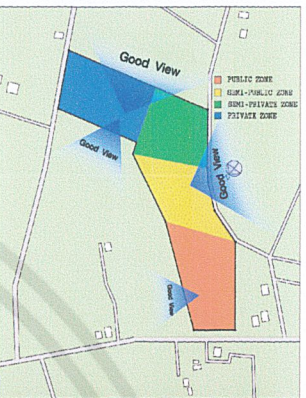 Good View
PUBLIC ZONE
SEMI-PUBLIC ZONE
SEMI-PRIVATE ZONE
PRIVATE ZONE
Good View
Good View
Good View